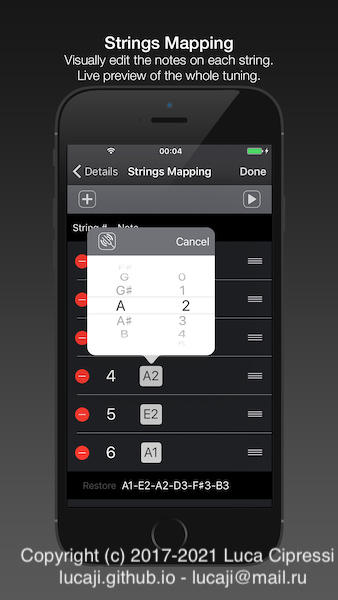 Strings Mapping
Visually edit the notes on each string.
Live preview of the whole tuning.
00:04
Details Strings Mapping Done
String # Note
Cancel
G 0
G♯ 1
A 2
A♯ 3
B 4
4 A2
5 E2
6 A1
Restore A1-E2-A2-D3-F♯3-B3
Copyright (c) 2017-2021 Luca Cipressi
lucaji.github.io - lucaji@mail.ru